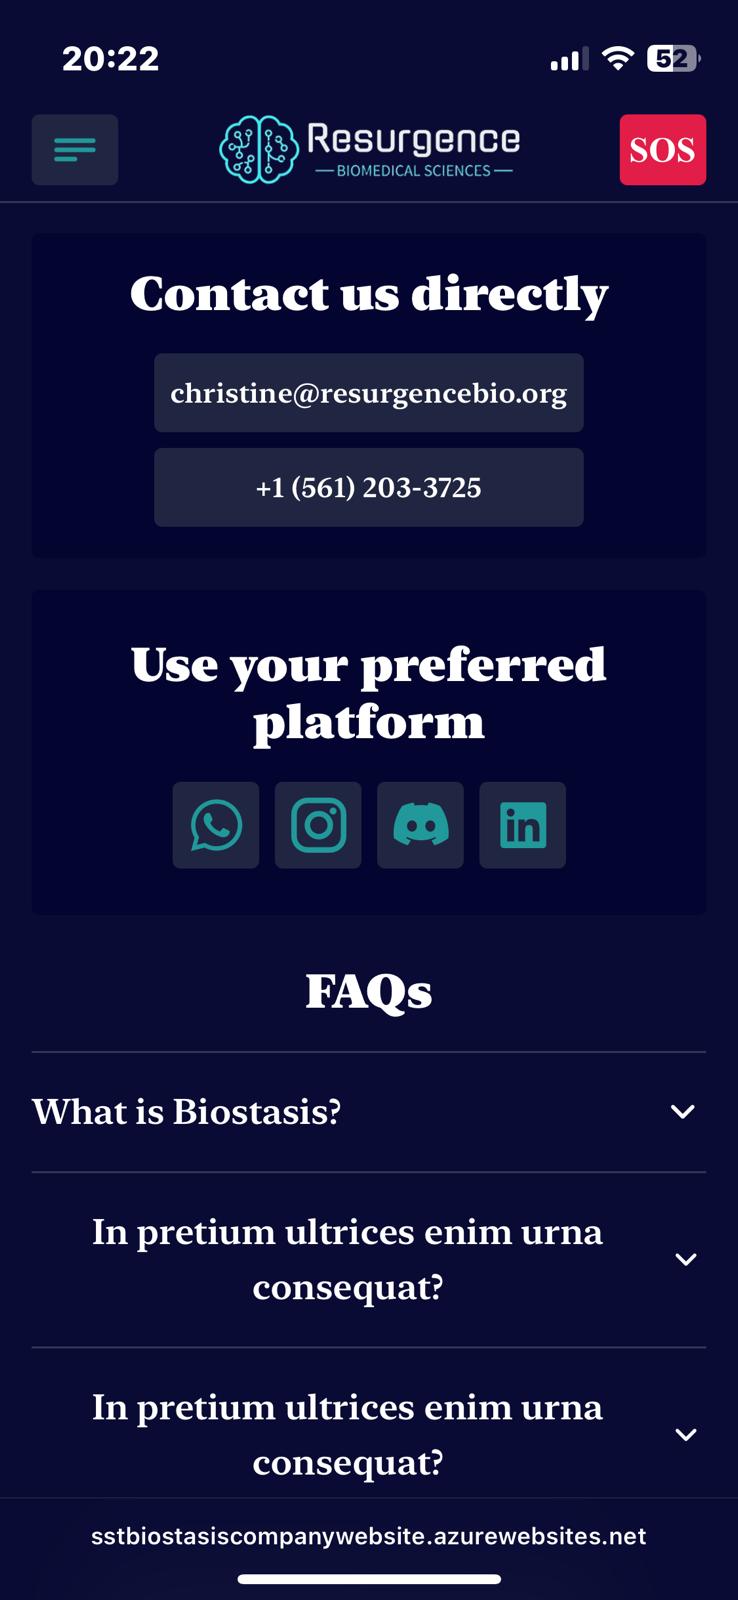 20:22
52
Resurgence
BIOMEDICAL SCIENCES
SOS
Contact us directly
christine@resurgencebio.org
+1 (561) 203-3725
Use your preferred
platform
in
FAQs
What is Biostasis?
In pretium ultrices enim urna
consequat?
In pretium ultrices enim urna
consequat?
sstbiostasiscompanywebsite.azurewebsites.net